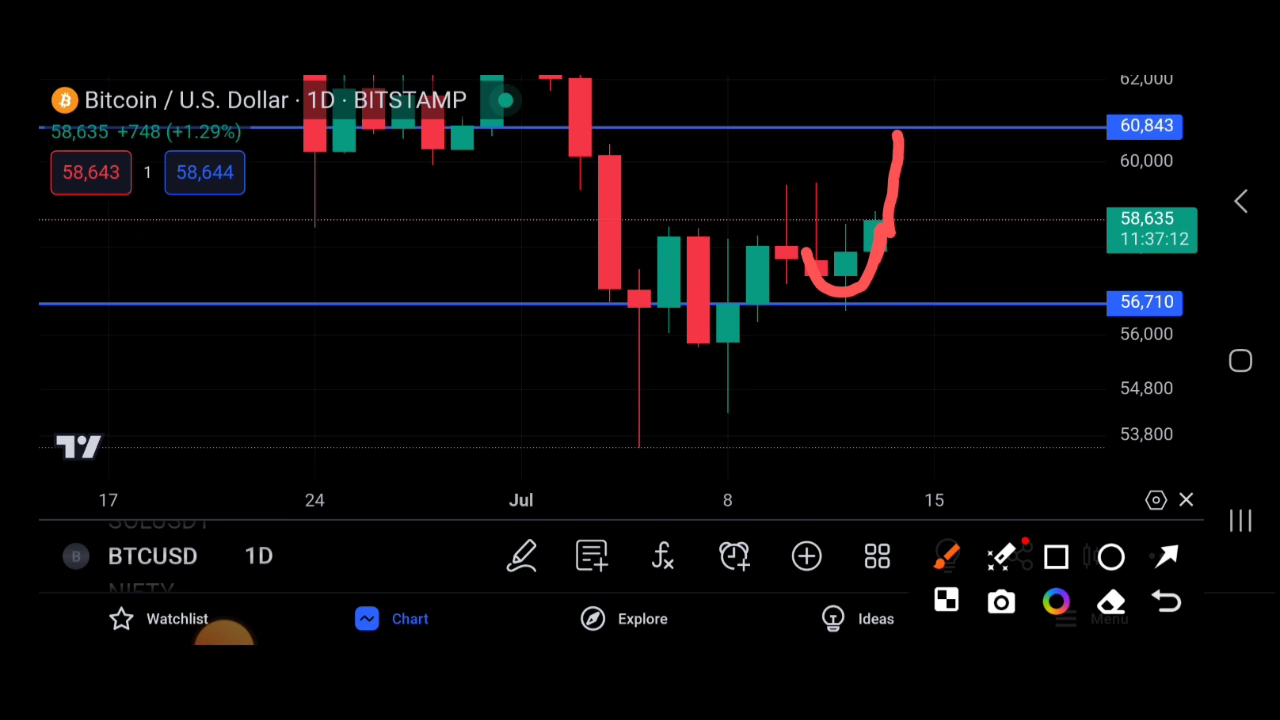 62,000
Bitcoin / U.S. Dollar · 1D · BITSTAMP
60,843
58,635 +748 (+1.29%)
60,000
58,643 1 58,644
58,635
11:37:12
56,710
56,000
54,800
53,800
17 24 Jul 8 15
SOLUSDT
B BTCUSD 1D
NIFTY
Watchlist Chart Explore Ideas Menu